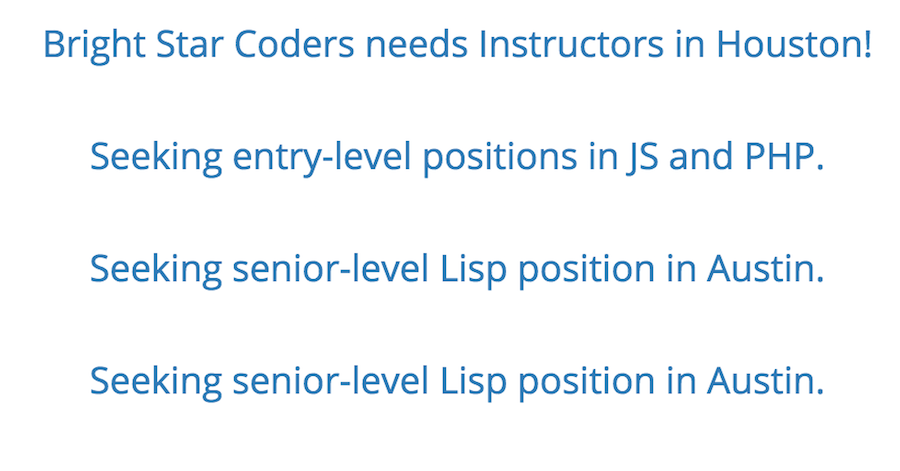 Bright Star Coders needs Instructors in Houston!
Seeking entry-level positions in JS and PHP.
Seeking senior-level Lisp position in Austin.
Seeking senior-level Lisp position in Austin.